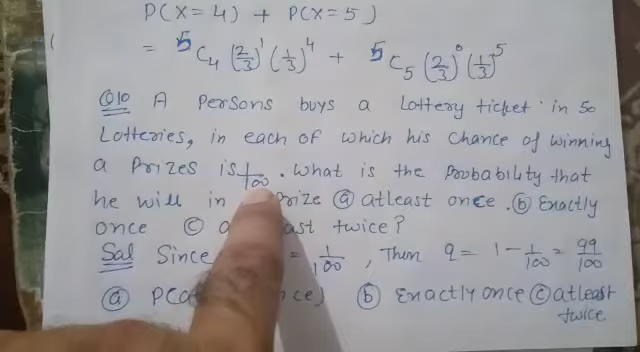 P(X=4) + P(X=5)
= ⁵C₄ (2/3)¹ (1/3)⁴ + ⁵C₅ (2/3)⁰ (1/3)⁵
Q10 A Persons buys a Lottery ticket in 50
Lotteries, in each of which his chance of winning
a Prizes is 1/100. What is the Probability that
he will in Prize (a) atleast once. (b) Exactly
once (c) twice?
Sol Since = 1/100, Then q = 1 - 1/100 = 99/100
(a) (b) Exactly once (c) atleast
twice